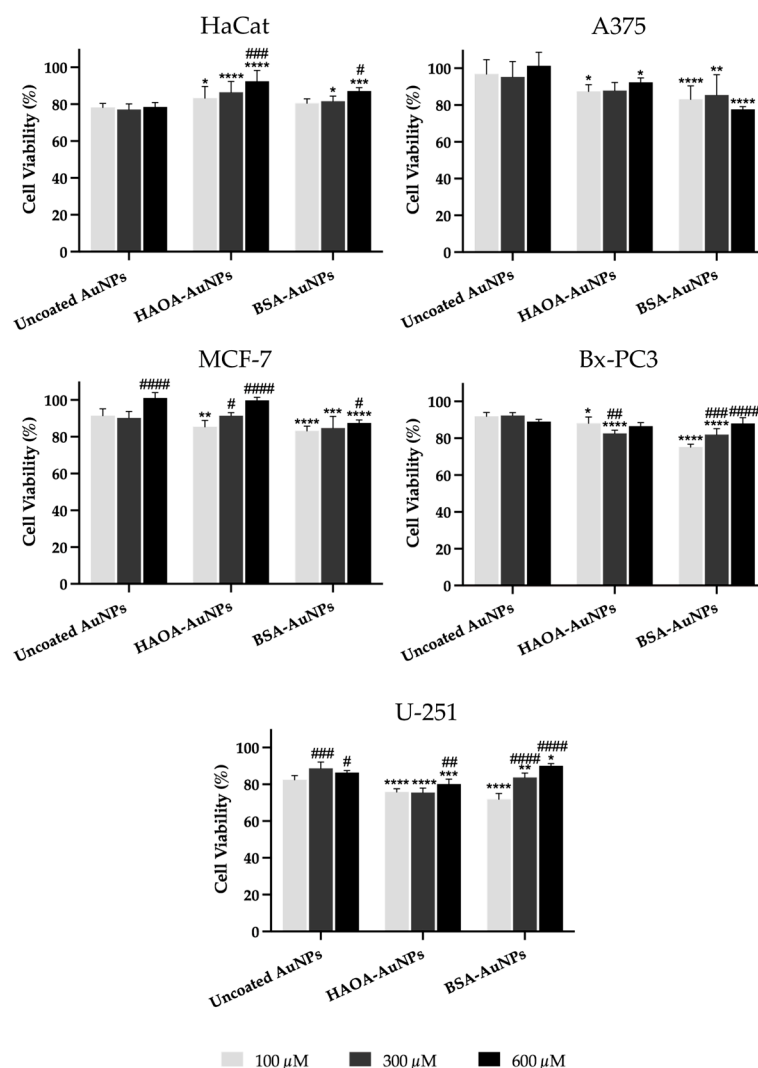 HaCat
Cell Viability (%)
100
80
60
40
20
0
* **** ### ****
* # ***
Uncoated AuNPs
HAOA-AuNPs
BSA-AuNPs
A375
Cell Viability (%)
100
80
60
40
20
0
* *
**** ** ****
Uncoated AuNPs
HAOA-AuNPs
BSA-AuNPs
MCF-7
Cell Viability (%)
100
80
60
40
20
0
####
** # ####
**** *** # ****
Uncoated AuNPs
HAOA-AuNPs
BSA-AuNPs
Bx-PC3
Cell Viability (%)
100
80
60
40
20
0
* ## ****
**** ### **** ####
Uncoated AuNPs
HAOA-AuNPs
BSA-AuNPs
U-251
Cell Viability (%)
100
80
60
40
20
0
### #
**** **** ## ***
**** #### ** #### *
Uncoated AuNPs
HAOA-AuNPs
BSA-AuNPs
100 µM 300 µM 600 µM